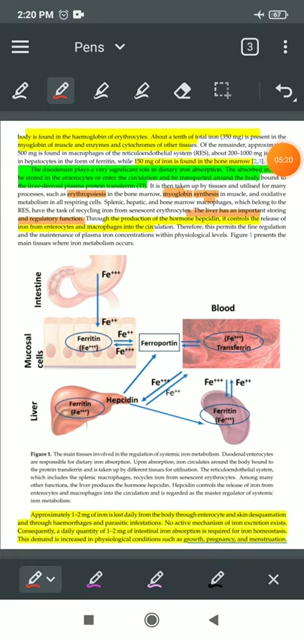 2:20 PM
67
Pens
3
05:20
body is found in the haemoglobin of erythrocytes. About a tenth of total iron (350 mg) is present in the
myoglobin of muscle and enzymes and cytochromes of other tissues. Of the remainder, approximately
500 mg is found in macrophages of the reticuloendothelial system (RES), about 200–1000 mg is
in hepatocytes in the form of ferritin, while 150 mg of iron is found in the bone marrow [2,3].
The duodenum plays a very significant role in dietary iron absorption. The absorbed
be stored in the enterocytes or enter the circulation and be transported around the body bound to
the liver-derived plasma protein transferrin (Tf). It is then taken up by tissues and utilised for many
processes, such as erythropoiesis in the bone marrow, myoglobin synthesis in muscle, and oxidative
metabolism in all respiring cells. Splenic, hepatic, and bone marrow macrophages, which belong to the
RES, have the task of recycling iron from senescent erythrocytes. The liver has an important storing
and regulatory function. Through the production of the hormone hepcidin, it controls the release of
iron from enterocytes and macrophages into the circulation. Therefore, this permits the fine regulation
and the maintenance of plasma iron concentrations within physiological levels. Figure 1 presents the
main tissues where iron metabolism occurs.
Intestine
Fe+++
Fe++
Blood
Mucosal
cells
Ferritin
(Fe+++)
Fe++
Fe+++
Ferroportin
(Fe+++)
Transferrin
Liver
Ferritin
(Fe+++)
Hepcidin
Fe+++
Fe++
Fe+++
Fe++
Ferritin
(Fe+++)
Figure 1. The main tissues involved in the regulation of systemic iron metabolism. Duodenal enterocytes
are responsible for dietary iron absorption. Upon absorption, iron circulates around the body bound to
the protein transferrin and is taken up by different tissues for utilisation. The reticuloendothelial system,
which includes the splenic macrophages, recycles iron from senescent erythrocytes. Among many
other functions, the liver produces the hormone hepcidin. Hepcidin controls the release of iron from
enterocytes and macrophages into the circulation and is regarded as the master regulator of systemic
iron metabolism.
Approximately 1–2 mg of iron is lost daily from the body through enterocyte and skin desquamation
and through haemorrhages and parasitic infestations. No active mechanism of iron excretion exists.
Consequently, a daily quantity of 1–2 mg of intestinal iron absorption is required for iron homeostasis.
This demand is increased in physiological conditions such as growth, pregnancy, and menstruation.